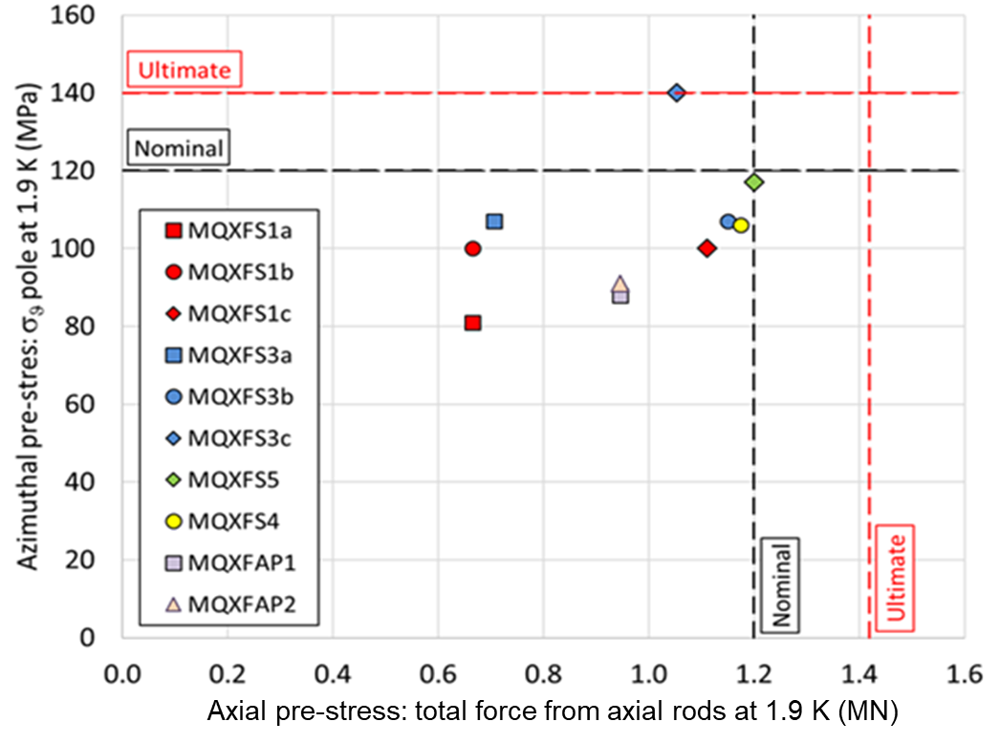 160
140
120
100
80
60
40
20
0
Azimuthal pre-stres: σϑ pole at 1.9 K (MPa)
Ultimate
Nominal
MQXFS1a
MQXFS1b
MQXFS1c
MQXFS3a
MQXFS3b
MQXFS3c
MQXFS5
MQXFS4
MQXFAP1
MQXFAP2
Nominal
Ultimate
0.0 0.2 0.4 0.6 0.8 1.0 1.2 1.4 1.6
Axial pre-stress: total force from axial rods at 1.9 K (MN)